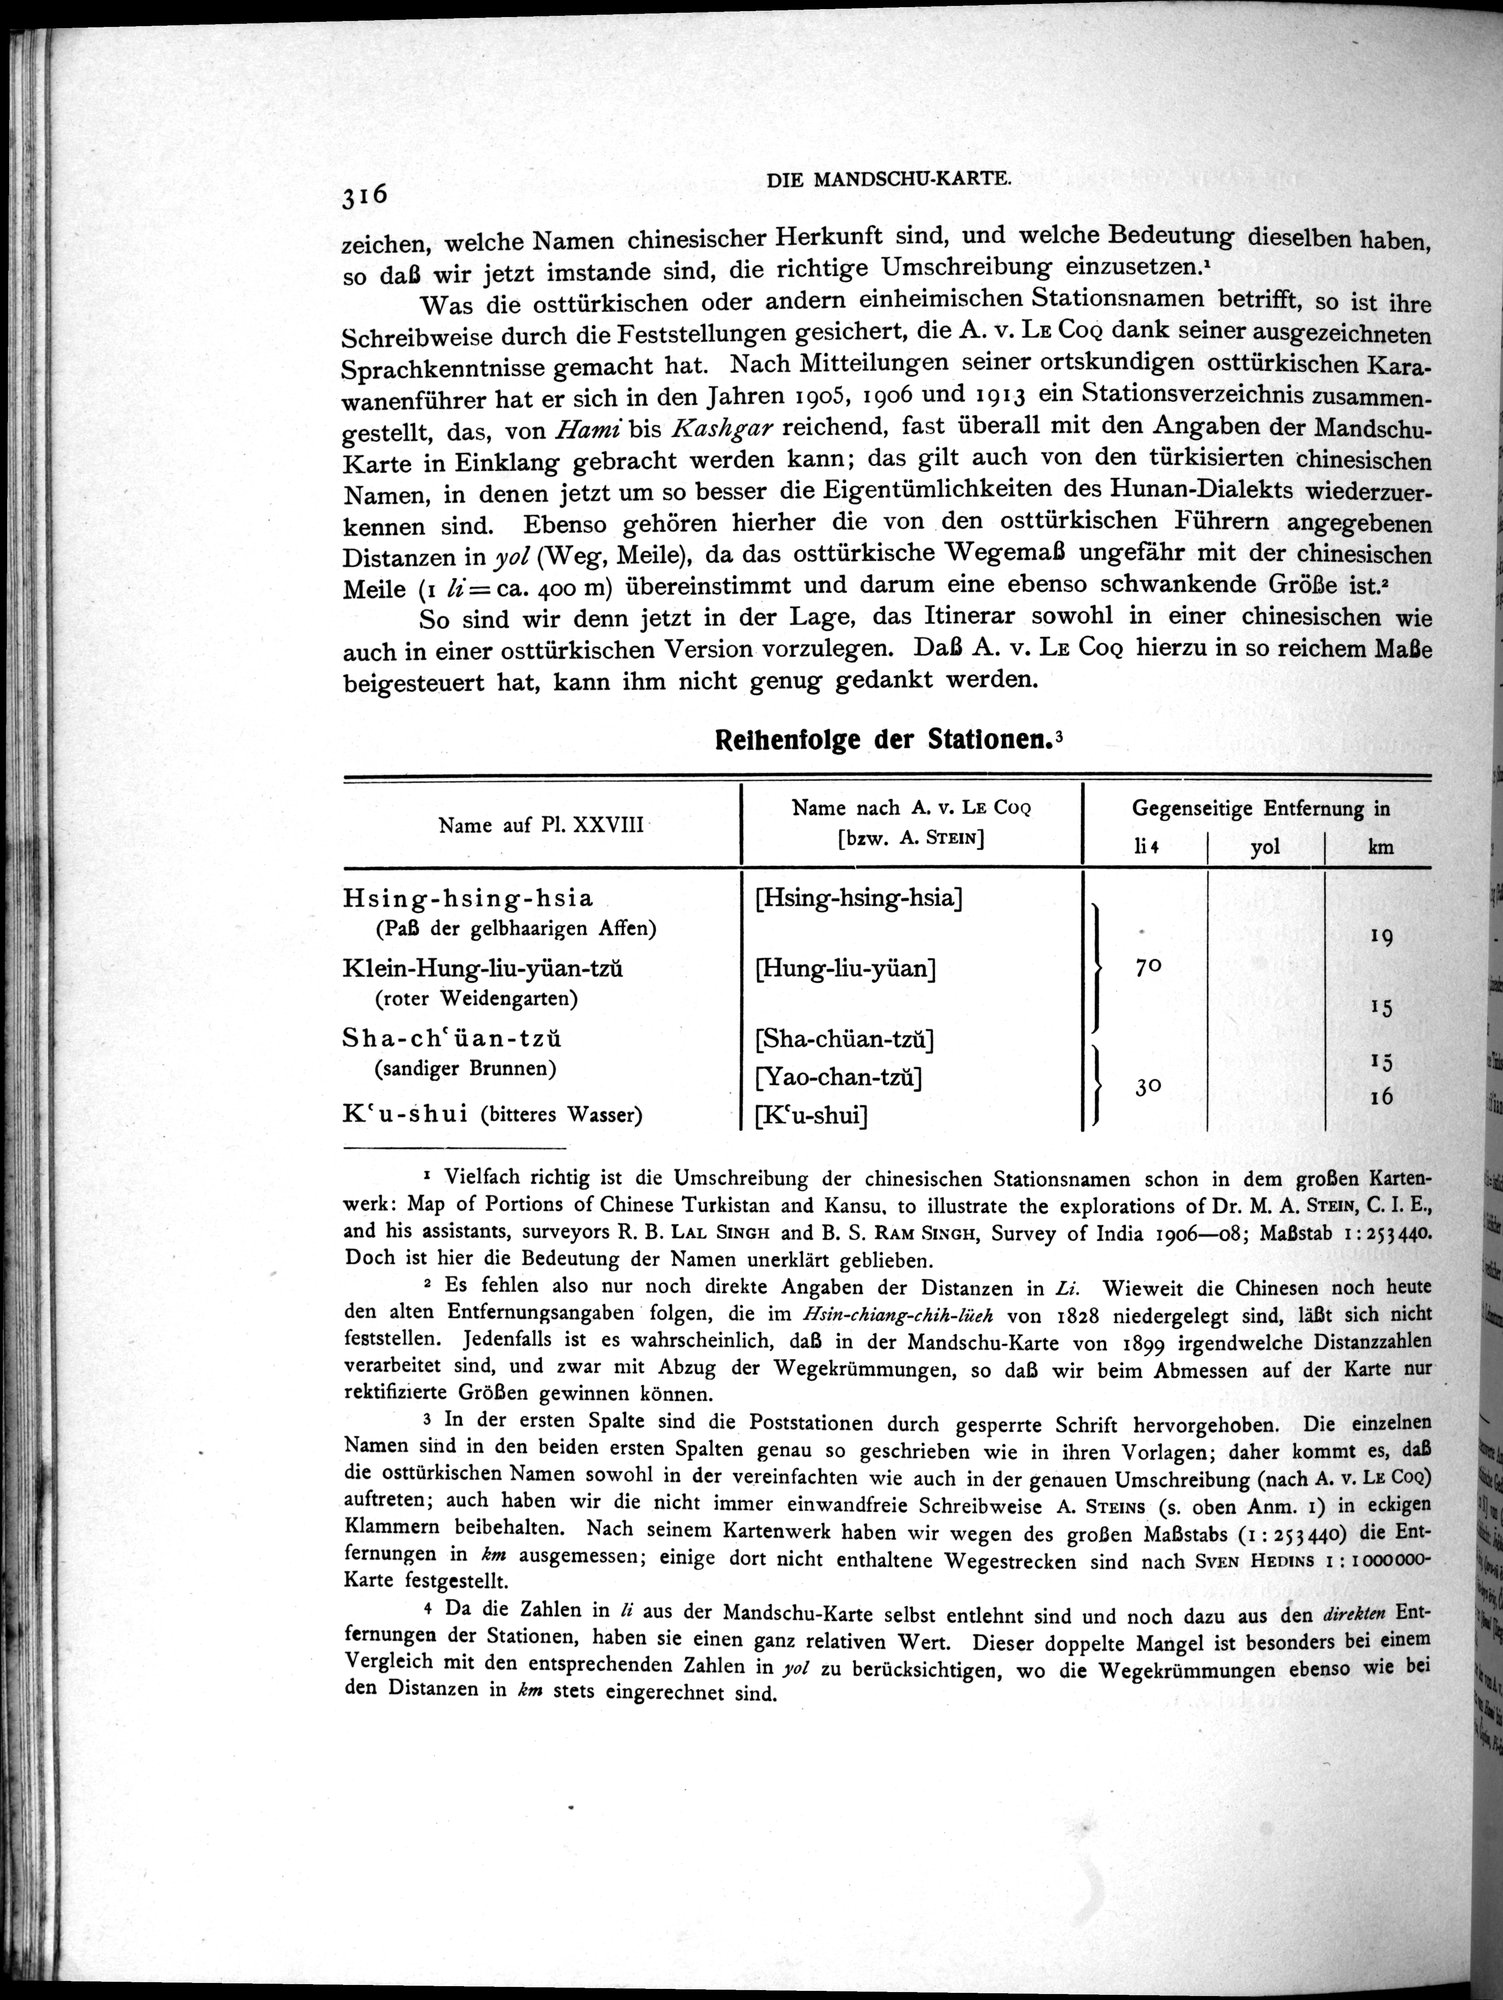 316
DIE MANDSCHU-KARTE.
zeichen, welche Namen chinesischer Herkunft sind, und welche Bedeutung dieselben haben,
so daß wir jetzt imstande sind, die richtige Umschreibung einzusetzen.¹
Was die osttürkischen oder andern einheimischen Stationsnamen betrifft, so ist ihre
Schreibweise durch die Feststellungen gesichert, die A. v. LE COQ dank seiner ausgezeichneten
Sprachkenntnisse gemacht hat. Nach Mitteilungen seiner ortskundigen osttürkischen Kara-
wanenführer hat er sich in den Jahren 1905, 1906 und 1913 ein Stationsverzeichnis zusammen-
gestellt, das, von Hami bis Kashgar reichend, fast überall mit den Angaben der Mandschu-
Karte in Einklang gebracht werden kann; das gilt auch von den türkisierten chinesischen
Namen, in denen jetzt um so besser die Eigentümlichkeiten des Hunan-Dialekts wiederzuer-
kennen sind. Ebenso gehören hierher die von den osttürkischen Führern angegebenen
Distanzen in yol (Weg, Meile), da das osttürkische Wegemaß ungefähr mit der chinesischen
Meile (1 li = ca. 400 m) übereinstimmt und darum eine ebenso schwankende Größe ist.²
So sind wir denn jetzt in der Lage, das Itinerar sowohl in einer chinesischen wie
auch in einer osttürkischen Version vorzulegen. Daß A. v. LE COQ hierzu in so reichem Maße
beigesteuert hat, kann ihm nicht genug gedankt werden.
Reihenfolge der Stationen.³
Name auf Pl. XXVIII
Name nach A. v. LE COQ
[bzw. A. STEIN]
Gegenseitige Entfernung in
li⁴ yol km
Hsing-hsing-hsia [Hsing-hsing-hsia]
(Paß der gelbhaarigen Affen) 19
Klein-Hung-liu-yüan-tzŭ [Hung-liu-yüan] 70
(roter Weidengarten) 15
Sha-chʿüan-tzŭ [Sha-chüan-tzŭ]
(sandiger Brunnen) 15
[Yao-chan-tzŭ] 30 16
Kʿu-shui (bitteres Wasser) [Kʿu-shui]
1 Vielfach richtig ist die Umschreibung der chinesischen Stationsnamen schon in dem großen Karten-
werk: Map of Portions of Chinese Turkistan and Kansu, to illustrate the explorations of Dr. M. A. STEIN, C. I. E.,
and his assistants, surveyors R. B. LAL SINGH and B. S. RAM SINGH, Survey of India 1906—08; Maßstab 1:253440.
Doch ist hier die Bedeutung der Namen unerklärt geblieben.
2 Es fehlen also nur noch direkte Angaben der Distanzen in Li. Wieweit die Chinesen noch heute
den alten Entfernungsangaben folgen, die im Hsin-chiang-chih-lüeh von 1828 niedergelegt sind, läßt sich nicht
feststellen. Jedenfalls ist es wahrscheinlich, daß in der Mandschu-Karte von 1899 irgendwelche Distanzzahlen
verarbeitet sind, und zwar mit Abzug der Wegekrümmungen, so daß wir beim Abmessen auf der Karte nur
rektifizierte Größen gewinnen können.
3 In der ersten Spalte sind die Poststationen durch gesperrte Schrift hervorgehoben. Die einzelnen
Namen sind in den beiden ersten Spalten genau so geschrieben wie in ihren Vorlagen; daher kommt es, daß
die osttürkischen Namen sowohl in der vereinfachten wie auch in der genauen Umschreibung (nach A. v. LE COQ)
auftreten; auch haben wir die nicht immer einwandfreie Schreibweise A. STEINS (s. oben Anm. 1) in eckigen
Klammern beibehalten. Nach seinem Kartenwerk haben wir wegen des großen Maßstabs (1:253440) die Ent-
fernungen in km ausgemessen; einige dort nicht enthaltene Wegestrecken sind nach SVEN HEDINS 1:1000000-
Karte festgestellt.
4 Da die Zahlen in li aus der Mandschu-Karte selbst entlehnt sind und noch dazu aus den direkten Ent-
fernungen der Stationen, haben sie einen ganz relativen Wert. Dieser doppelte Mangel ist besonders bei einem
Vergleich mit den entsprechenden Zahlen in yol zu berücksichtigen, wo die Wegekrümmungen ebenso wie bei
den Distanzen in km stets eingerechnet sind.